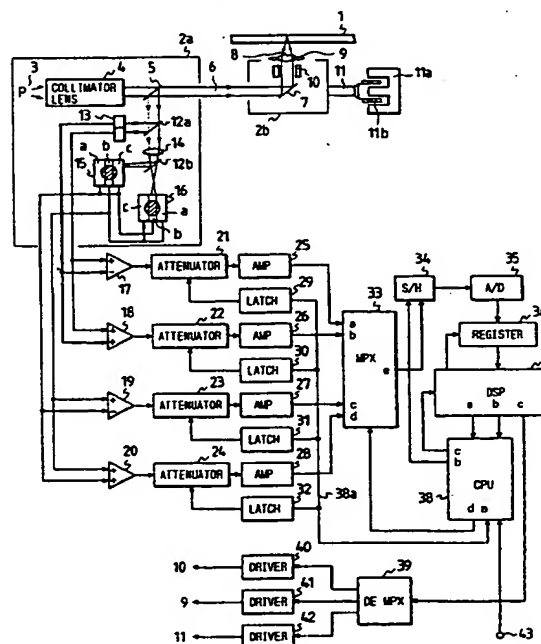 1
2a
8
9
3
4
5
6
10
11
11a
P
COLLIMATOR LENS
7
11b
2b
13
12a
14
a
b
c
12b
15
16
c
a
b
21
25
34
35
ATTENUATOR
AMP
33
S/H
A/D
17
29
LATCH
MPX
22
26
a
REGISTER
18
ATTENUATOR
AMP
b
e
30
LATCH
DSP
23
27
a b c
19
ATTENUATOR
AMP
c
d
31
c
LATCH
b
24
28
CPU
20
ATTENUATOR
AMP
38
32
38a
d a
LATCH
40
39
10
DRIVER
41
9
DRIVER
DE MPX
42
11
DRIVER
43